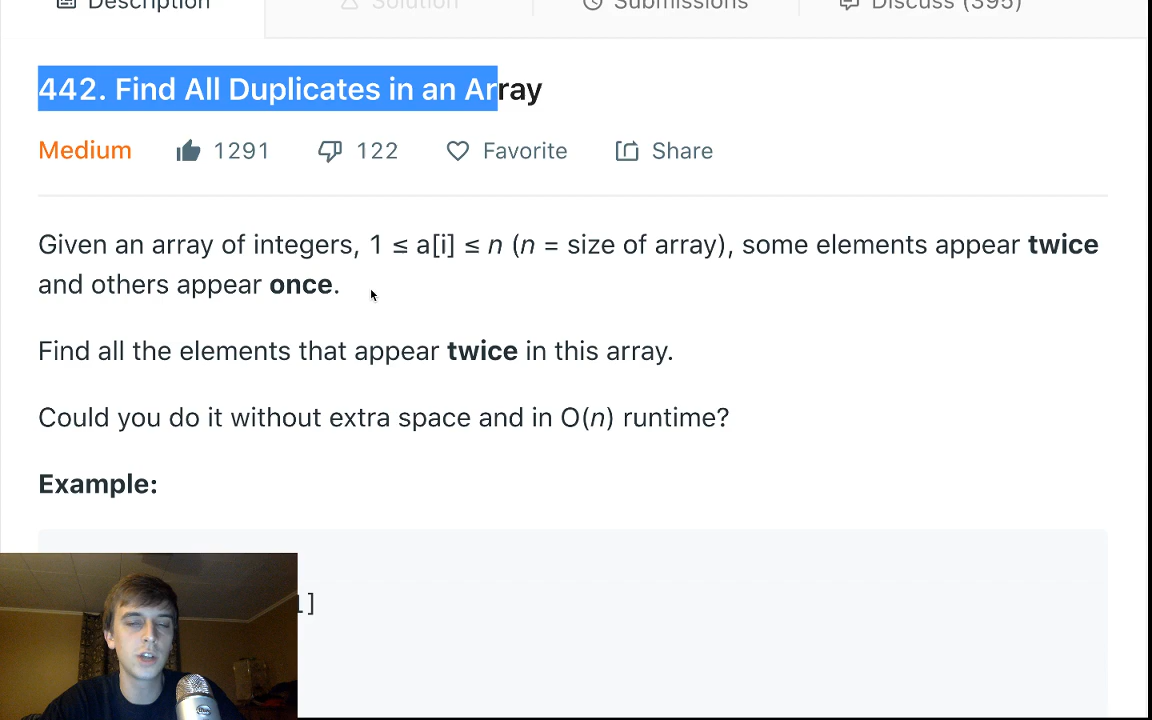 Description Solution Submissions Discuss (395)
442. Find All Duplicates in an Array
Medium 1291 122 Favorite Share
Given an array of integers, 1 ≤ a[i] ≤ n (n = size of array), some elements appear twice
and others appear once.
Find all the elements that appear twice in this array.
Could you do it without extra space and in O(n) runtime?
Example:
]